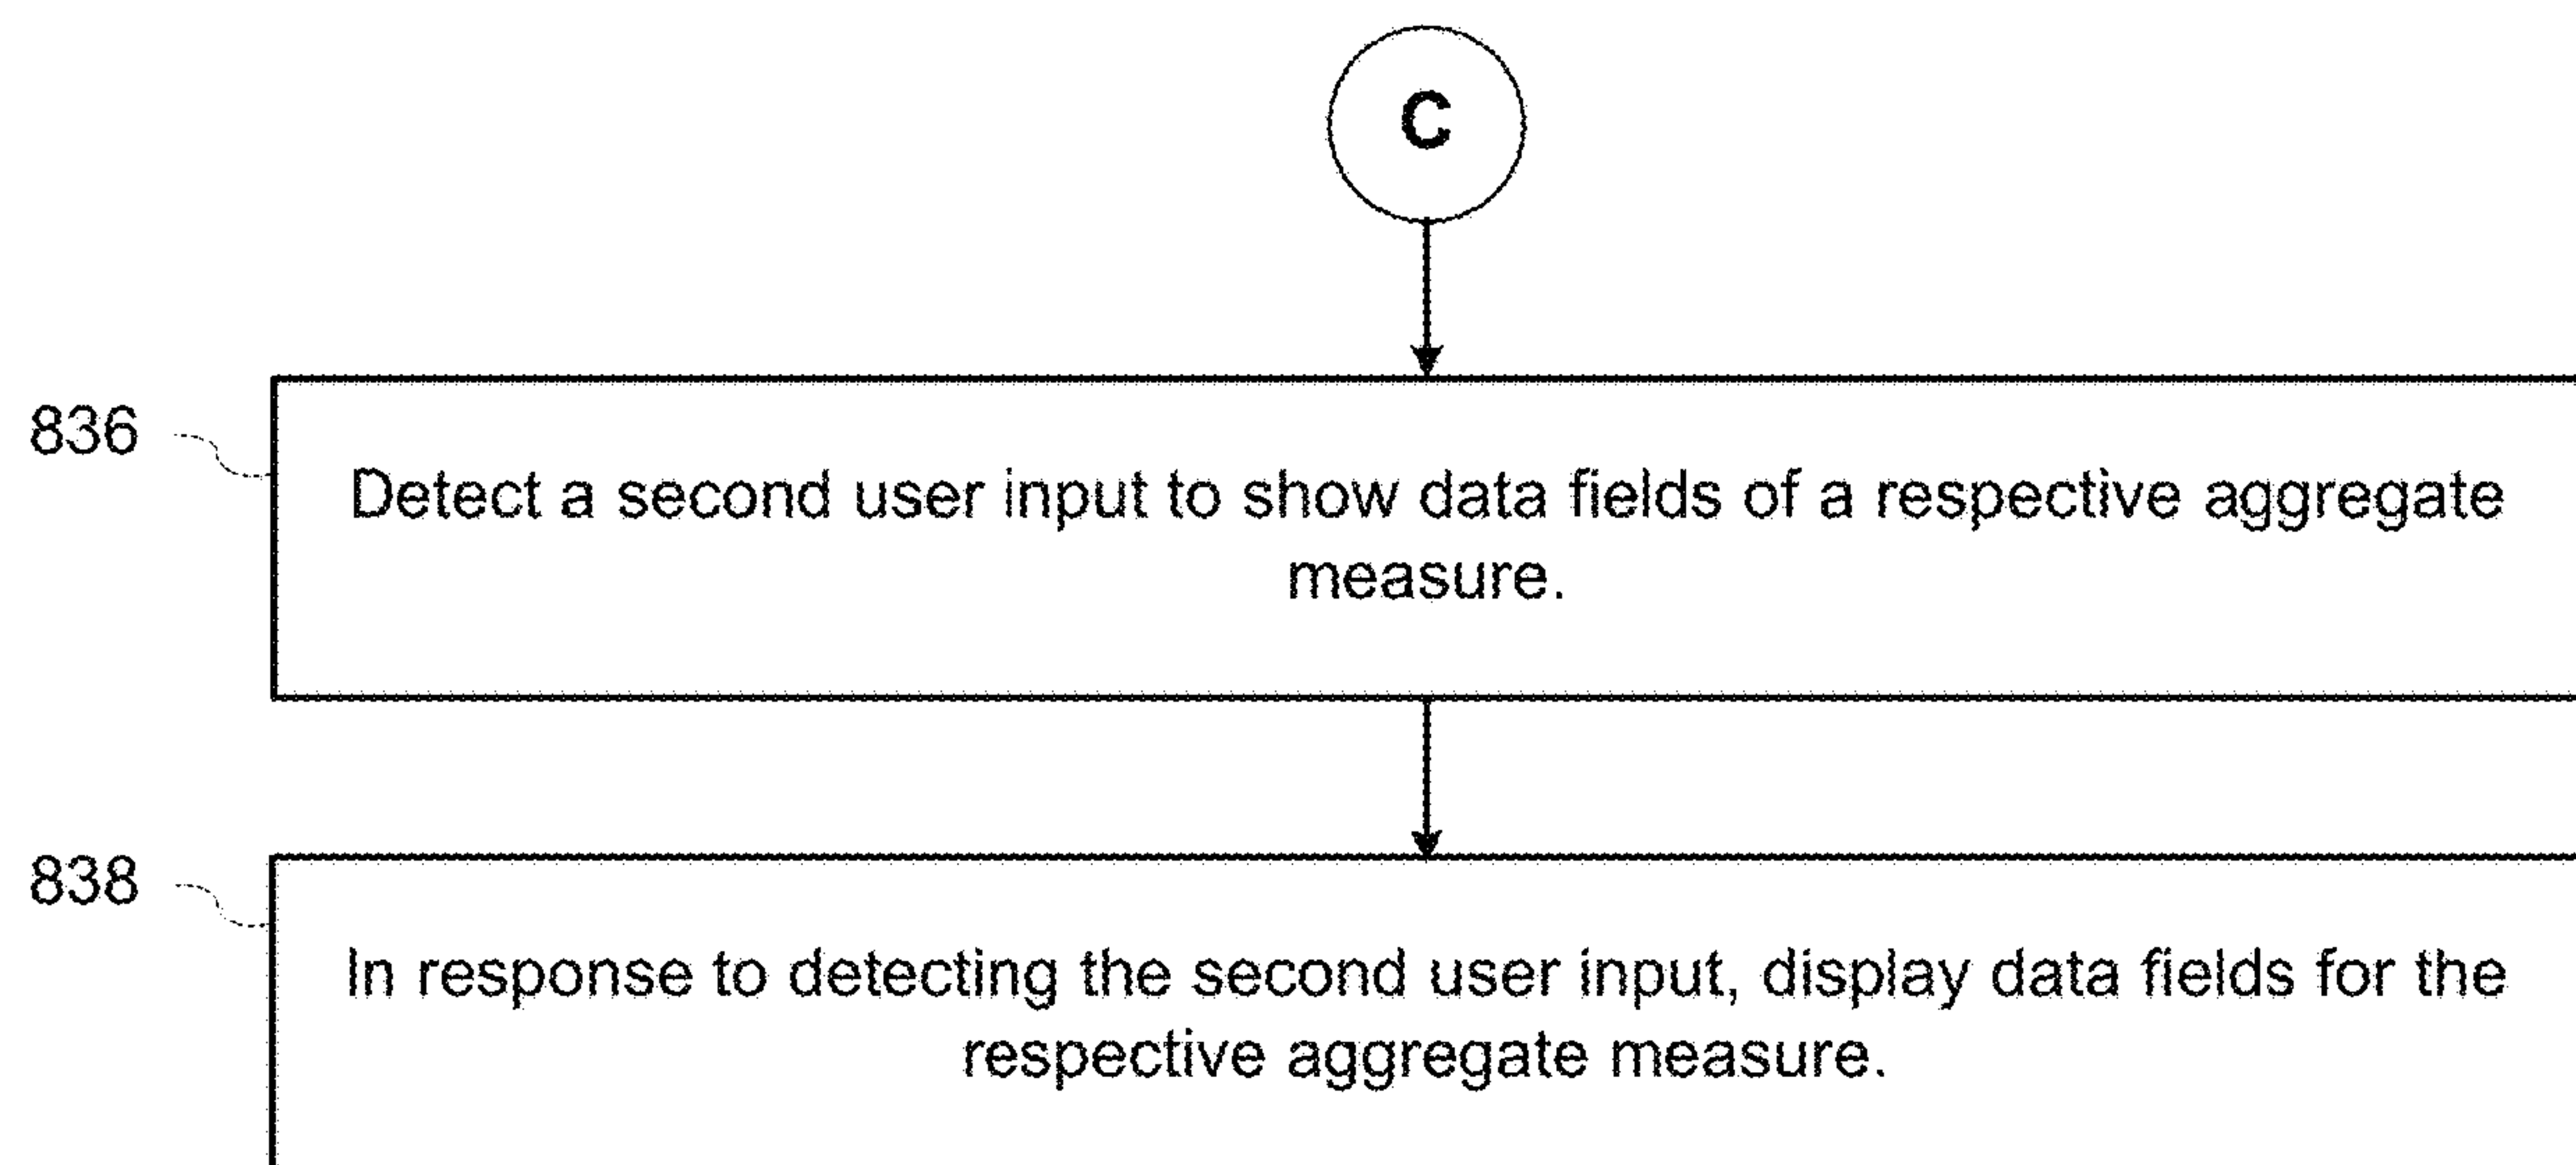 C
836
Detect a second user input to show data fields of a respective aggregate
measure.
838
In response to detecting the second user input, display data fields for the
respective aggregate measure.